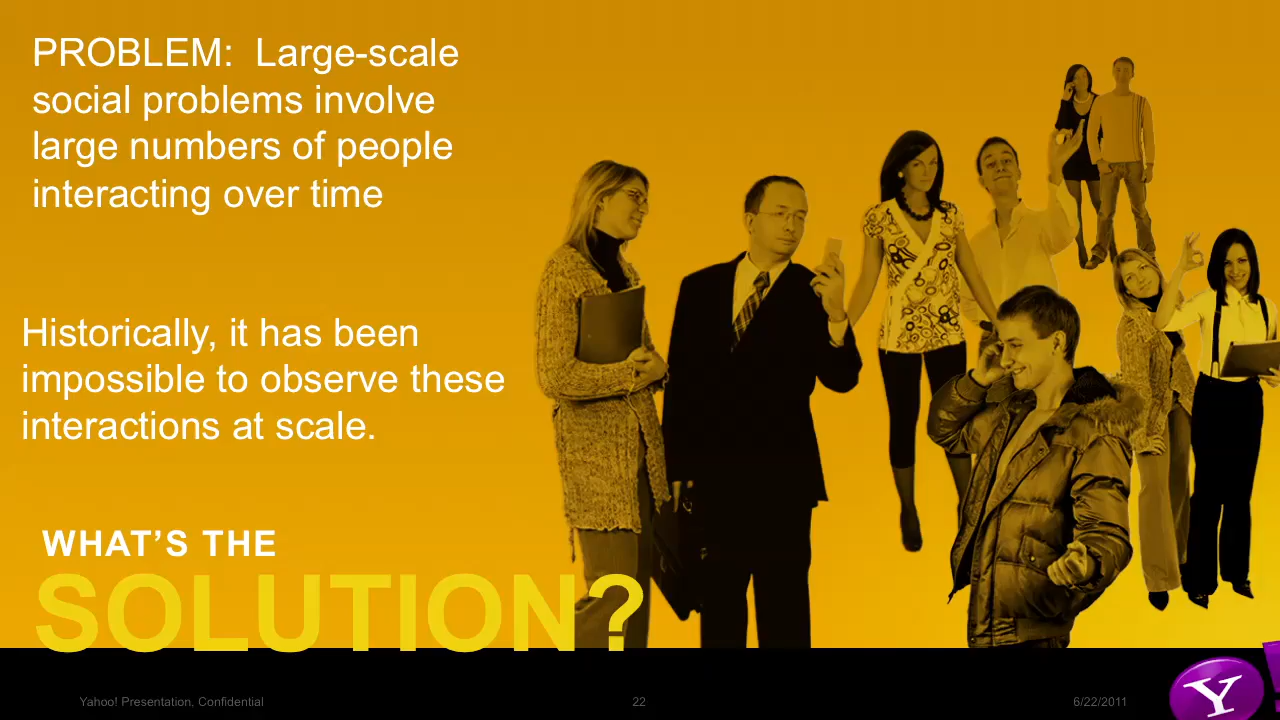 PROBLEM:  Large-scale
social problems involve
large numbers of people
interacting over time
Historically, it has been
impossible to observe these
interactions at scale.
WHAT’S THE
SOLUTION?
Yahoo! Presentation, Confidential
22
6/22/2011
Y!